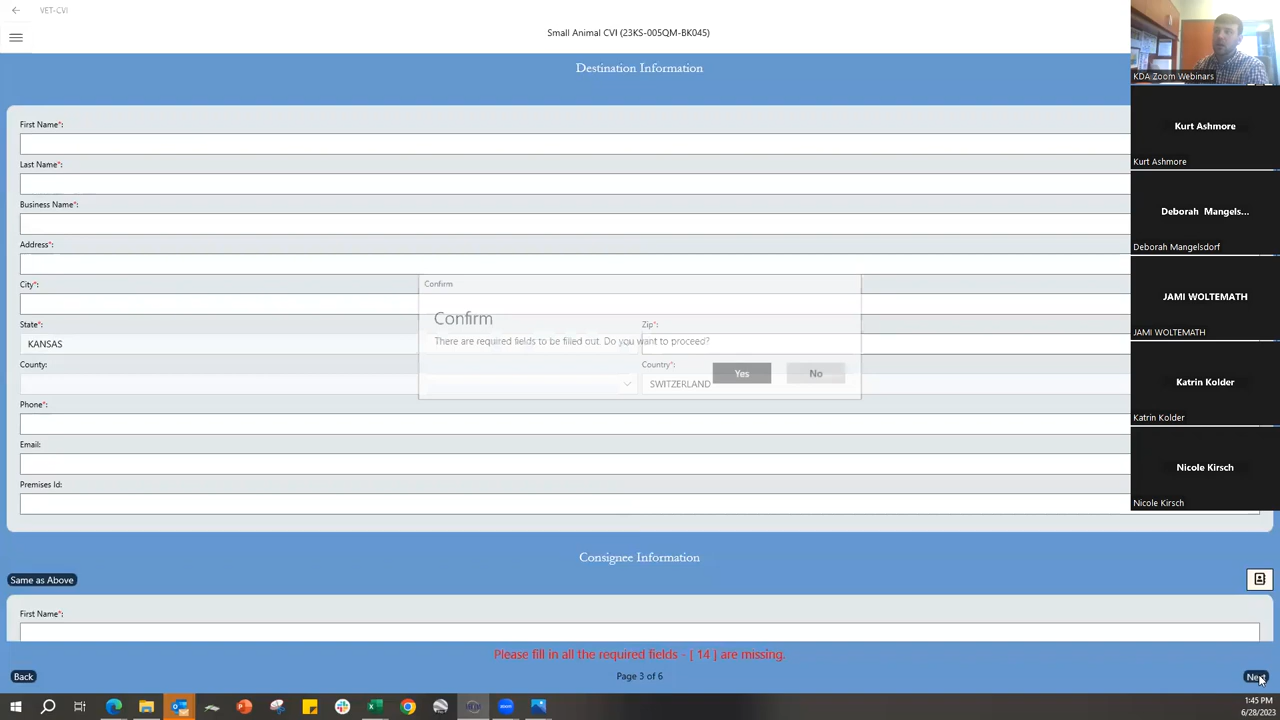 VET-CVI
Small Animal CVI (23KS-005QM-BK045)
Destination Information
First Name*:
Last Name*:
Business Name*:
Address*:
City*:
State*:
KANSAS
Zip*:
County:
Country*:
SWITZERLAND
Phone*:
Email:
Premises Id:
Confirm
Confirm
There are required fields to be filled out. Do you want to proceed?
Yes
No
Consignee Information
Same as Above
First Name*:
Please fill in all the required fields - [ 14 ] are missing.
Back
Page 3 of 6
KDA Zoom Webinars
Kurt Ashmore
Kurt Ashmore
Deborah Mangels...
Deborah Mangelsdorf
JAMI WOLTEMATH
JAMI WOLTEMATH
Katrin Kolder
Katrin Kolder
Nicole Kirsch
Nicole Kirsch
1:45 PM
6/28/2023